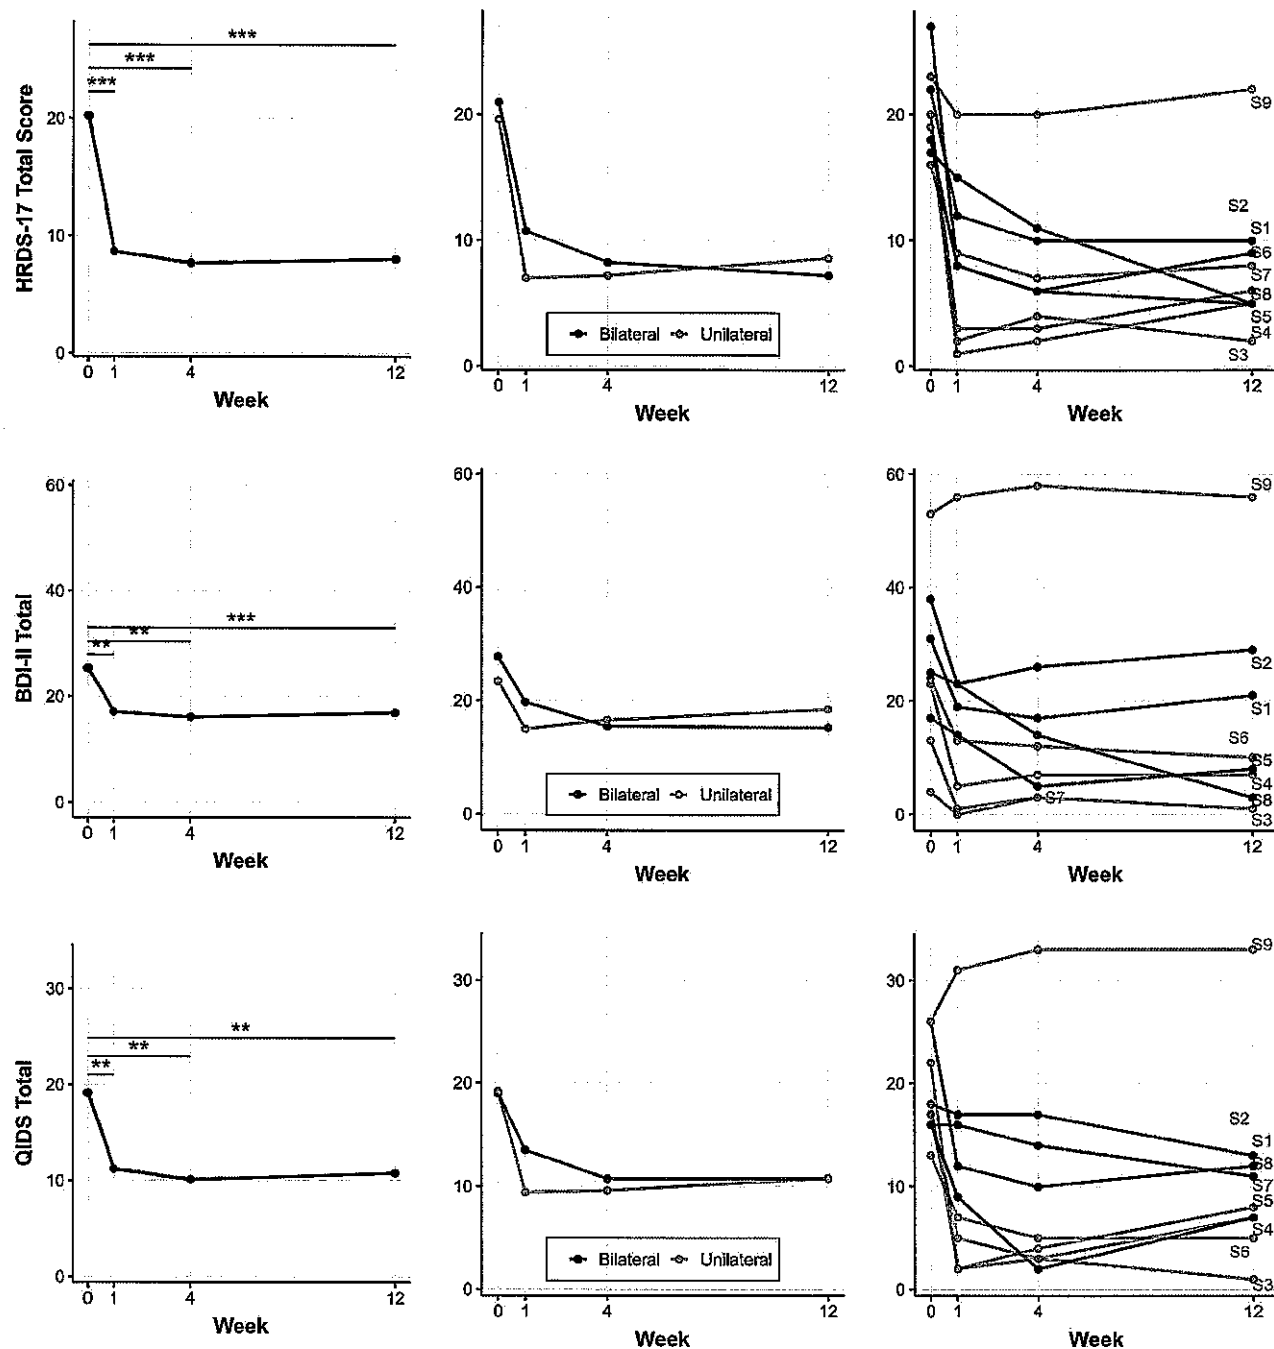 ***
***
***
HRDS-17 Total Score
20
10
0
0 1 4 12
Week
20
10
0
Bilateral Unilateral
0 1 4 12
Week
20
10
0
S9
S2
S1
S6
S7
S8
S5
S4
S3
0 1 4 12
Week
BDI-II Total
60
40
20
0
***
**
**
0 1 4 12
Week
60
40
20
0
Bilateral Unilateral
0 1 4 12
Week
60
40
20
0
S9
S2
S1
S6
S5
S4
S7
S8
S3
0 1 4 12
Week
QIDS Total
30
20
10
0
**
**
**
0 1 4 12
Week
30
20
10
0
Bilateral Unilateral
0 1 4 12
Week
30
20
10
0
S9
S2
S1
S8
S7
S5
S4
S6
S3
0 1 4 12
Week